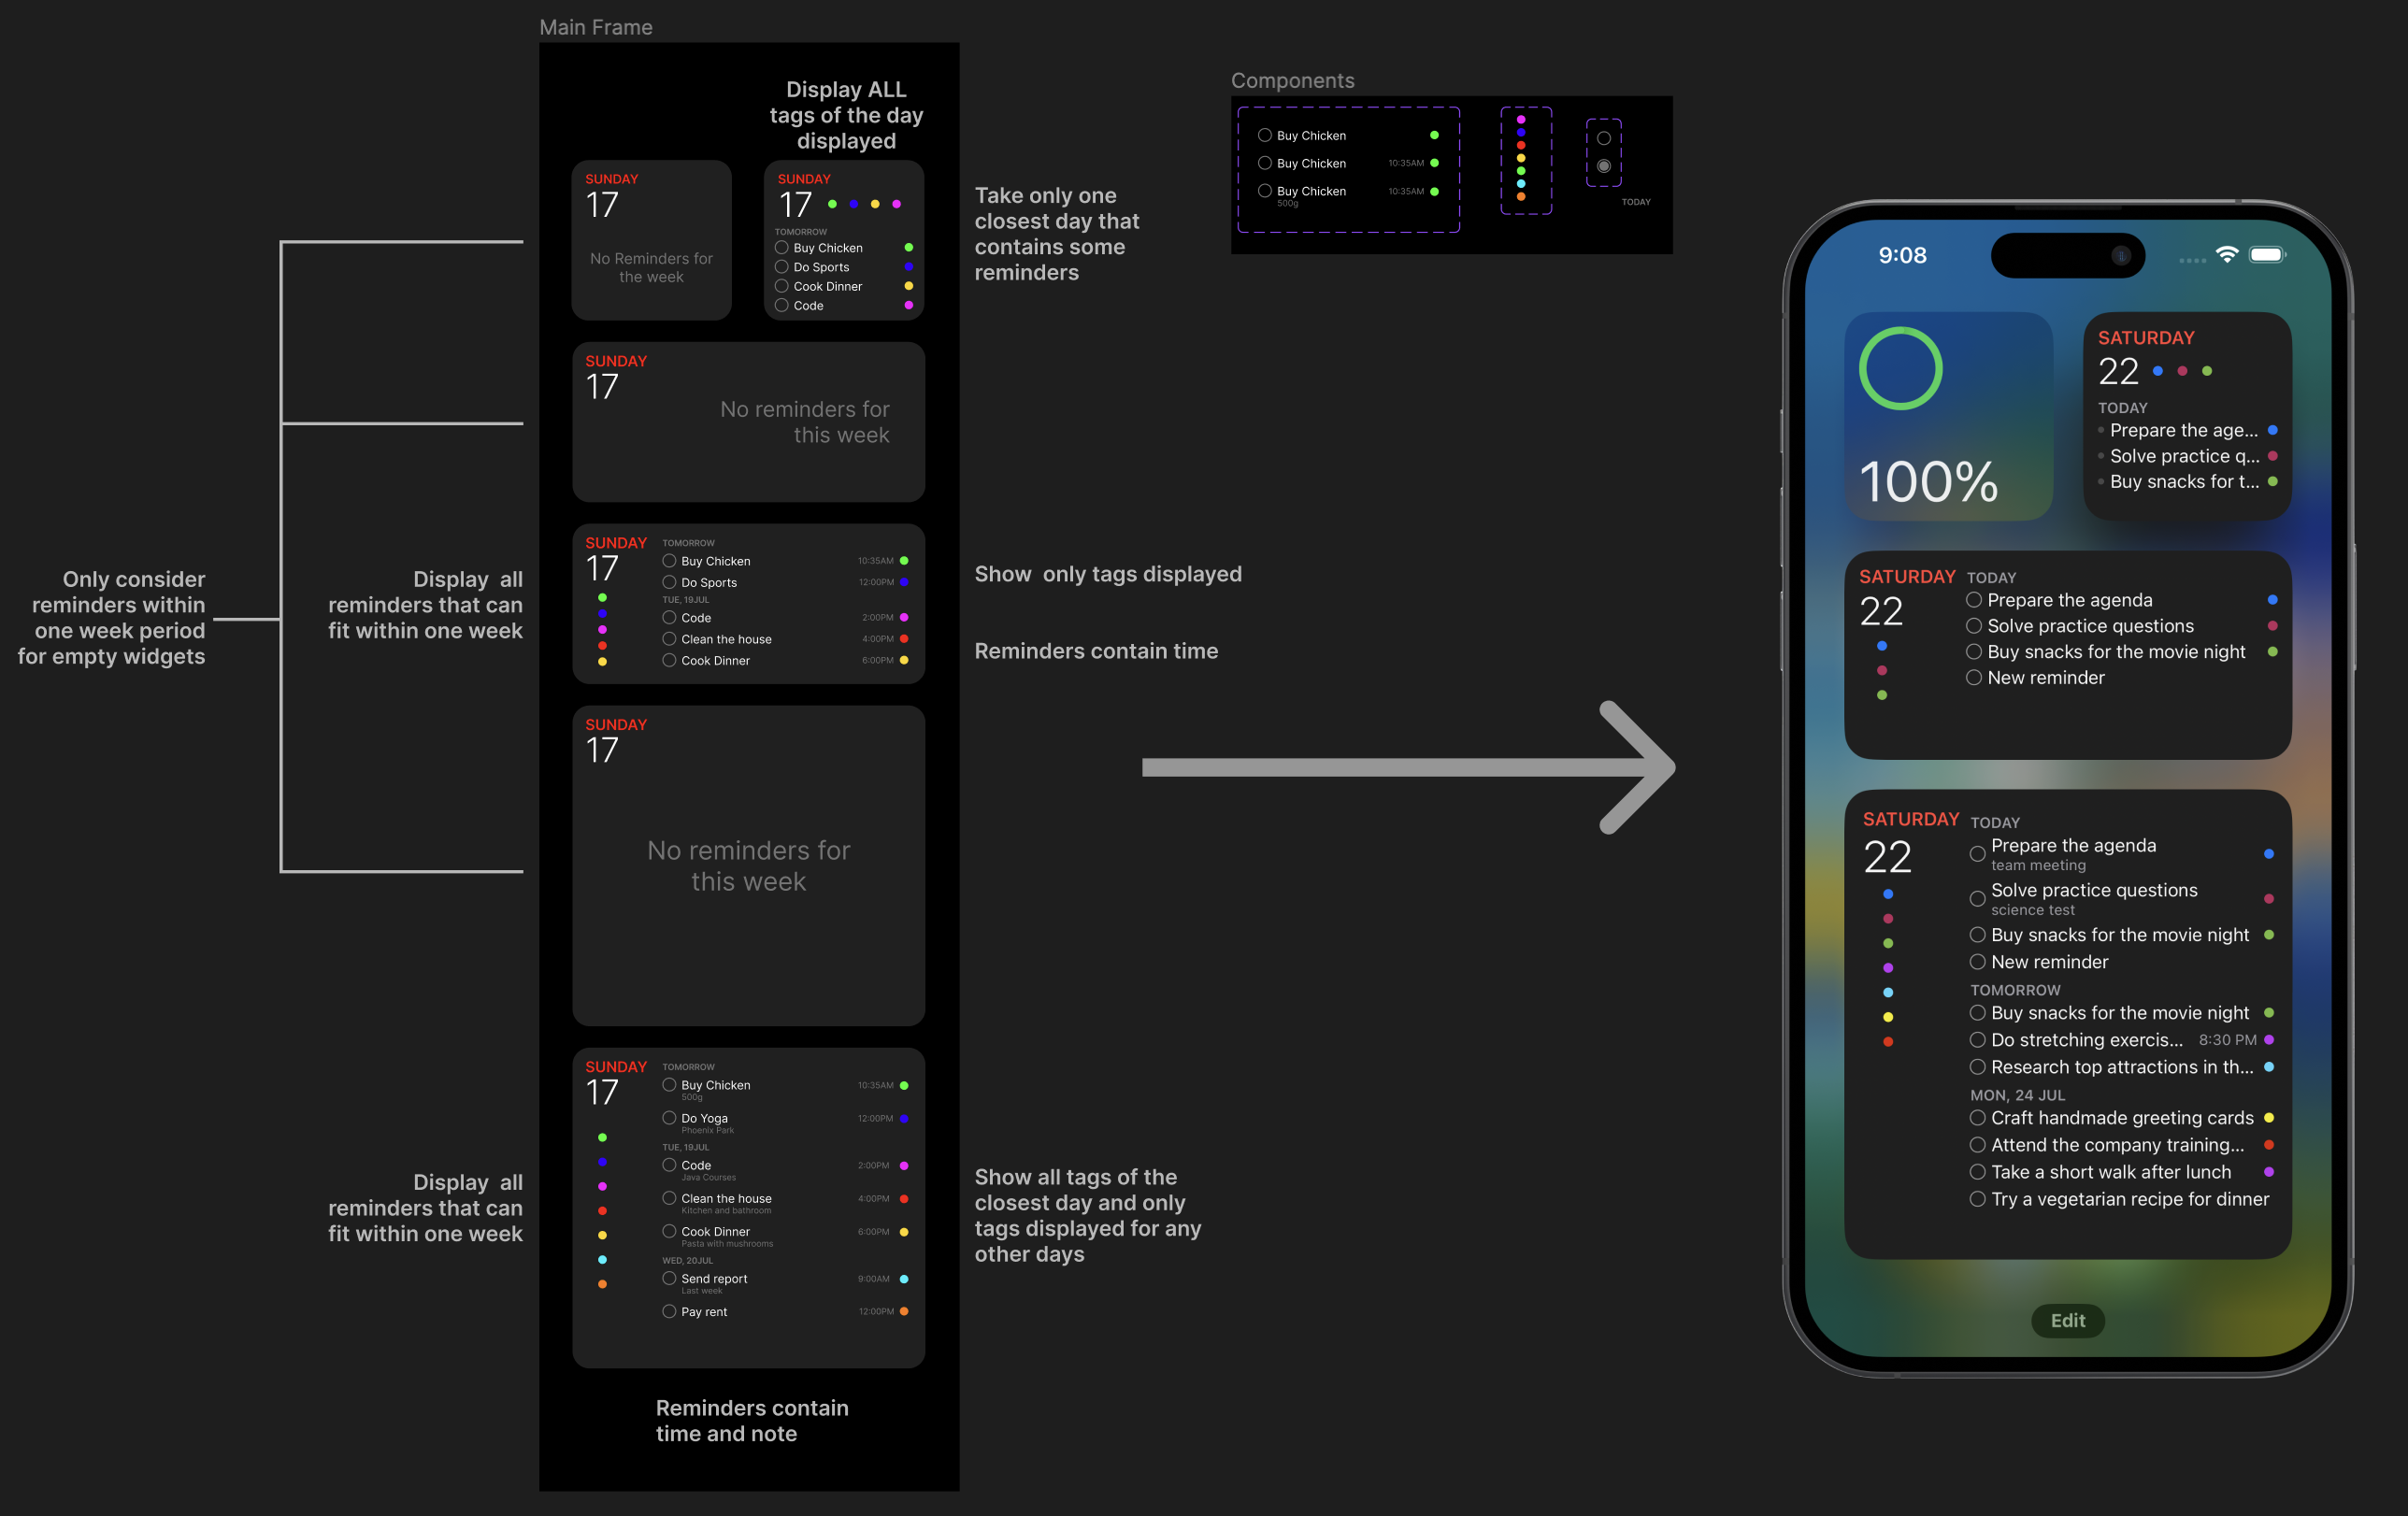 Main Frame
Display ALL
tags of the day
displayed
SUNDAY
17
No Reminders for
the week
SUNDAY
17
TOMORROW
Buy Chicken
Do Sports
Cook Dinner
Code
Take only one
closest day that
contains some
reminders
SUNDAY
17
No reminders for
this week
Only consider
reminders within
one week period
for empty widgets
Display all
reminders that can
fit within one week
SUNDAY
17
TOMORROW
Buy Chicken 10:35AM
Do Sports 12:00PM
TUE, 19JUL
Code 2:00PM
Clean the house 4:00PM
Cook Dinner 6:00PM
Show only tags displayed
Reminders contain time
SUNDAY
17
No reminders for
this week
Display all
reminders that can
fit within one week
SUNDAY
17
TOMORROW
Buy Chicken 10:35AM
500g
Do Yoga 12:00PM
Phoenix Park
TUE, 19JUL
Code 2:00PM
Java Courses
Clean the house 4:00PM
Kitchen and bathroom
Cook Dinner 6:00PM
Pasta with mushrooms
WED, 20JUL
Send report 9:00AM
Last week
Pay rent 12:00PM
Show all tags of the
closest day and only
tags displayed for any
other days
Reminders contain
time and note
Components
Buy Chicken
Buy Chicken 10:35AM
Buy Chicken 10:35AM
500g
TODAY
9:08
100%
SATURDAY
22
TODAY
Prepare the age...
Solve practice q...
Buy snacks for t...
SATURDAY
22
TODAY
Prepare the agenda
Solve practice questions
Buy snacks for the movie night
New reminder
SATURDAY
22
TODAY
Prepare the agenda
team meeting
Solve practice questions
science test
Buy snacks for the movie night
New reminder
TOMORROW
Buy snacks for the movie night
Do stretching exercis... 8:30 PM
Research top attractions in th...
MON, 24 JUL
Craft handmade greeting cards
Attend the company training...
Take a short walk after lunch
Try a vegetarian recipe for dinner
Edit